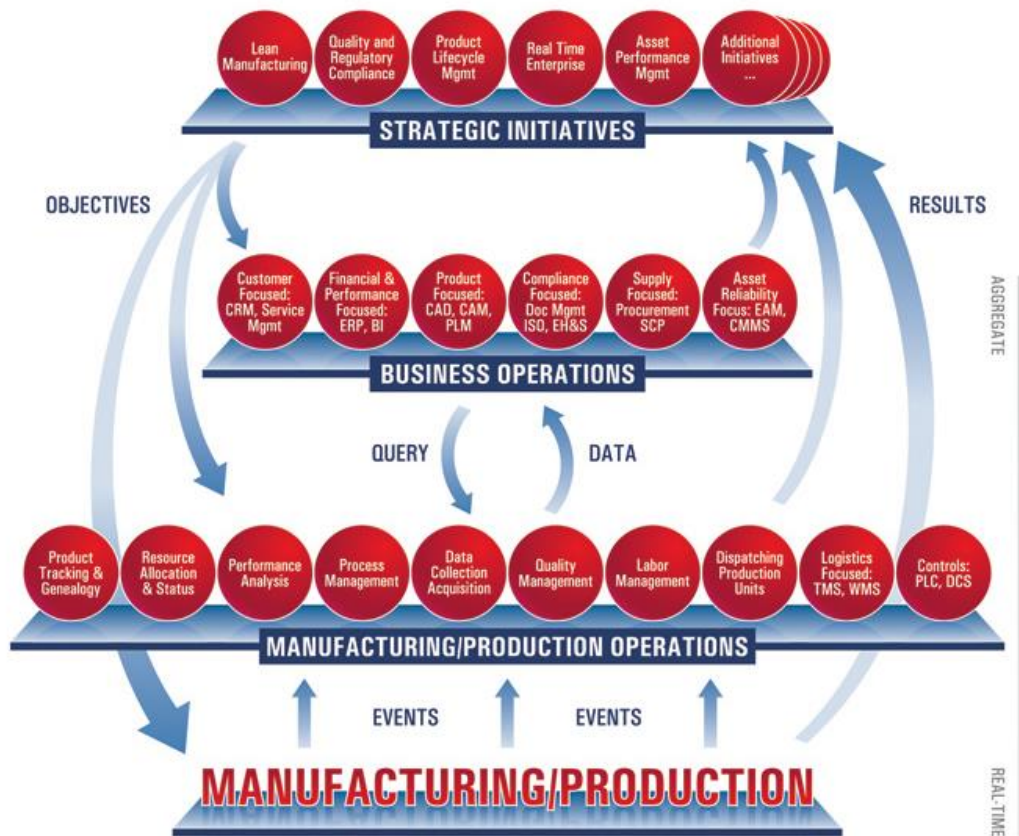 Lean
Manufacturing
Quality and
Regulatory
Compliance
Product
Lifecycle
Mgmt
Real Time
Enterprise
Asset
Performance
Mgmt
Additional
Initiatives
...
STRATEGIC INITIATIVES
OBJECTIVES
RESULTS
Customer
Focused:
CRM, Service
Mgmt
Financial &
Performance
Focused:
ERP, BI
Product
Focused:
CAD, CAM,
PLM
Compliance
Focused:
Doc Mgmt
ISO, EH&S
Supply
Focused:
Procurement
SCP
Asset
Reliability
Focus: EAM,
CMMS
BUSINESS OPERATIONS
AGGREGATE
QUERY
DATA
Product
Tracking &
Genealogy
Resource
Allocation
& Status
Performance
Analysis
Process
Management
Data
Collection
Acquisition
Quality
Management
Labor
Management
Dispatching
Production
Units
Logistics
Focused:
TMS, WMS
Controls:
PLC, DCS
MANUFACTURING/PRODUCTION OPERATIONS
EVENTS
EVENTS
MANUFACTURING/PRODUCTION
REAL-TIME